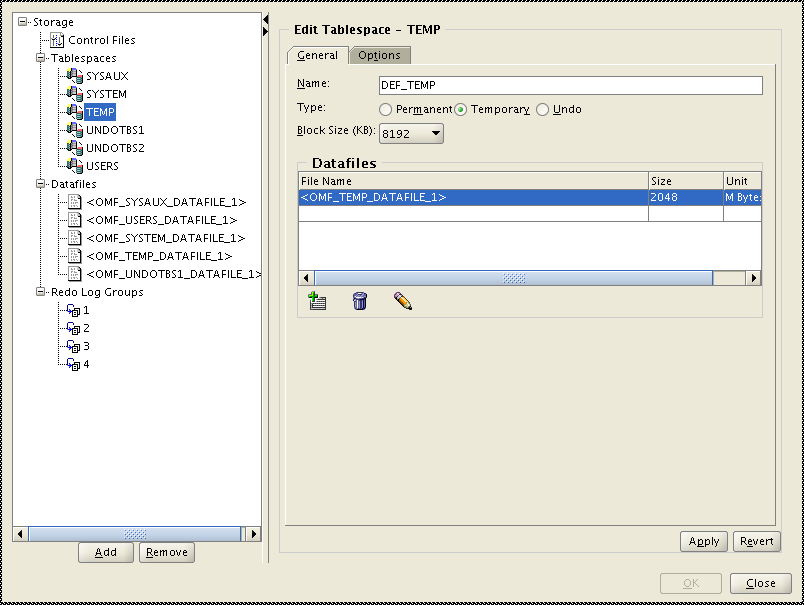 Storage
Control Files
Tablespaces
SYSAUX
SYSTEM
TEMP
UNDOTBS1
UNDOTBS2
USERS
Datafiles
<OMF_SYSAUX_DATAFILE_1>
<OMF_USERS_DATAFILE_1>
<OMF_SYSTEM_DATAFILE_1>
<OMF_TEMP_DATAFILE_1>
<OMF_UNDOTBS1_DATAFILE_1>
Redo Log Groups
1
2
3
4
Add Remove
Edit Tablespace - TEMP
General Options
Name: DEF_TEMP
Type: Permanent Temporary Undo
Block Size (KB): 8192
Datafiles
File Name Size Unit
<OMF_TEMP_DATAFILE_1> 2048 M Byte
Apply Revert
OK Close